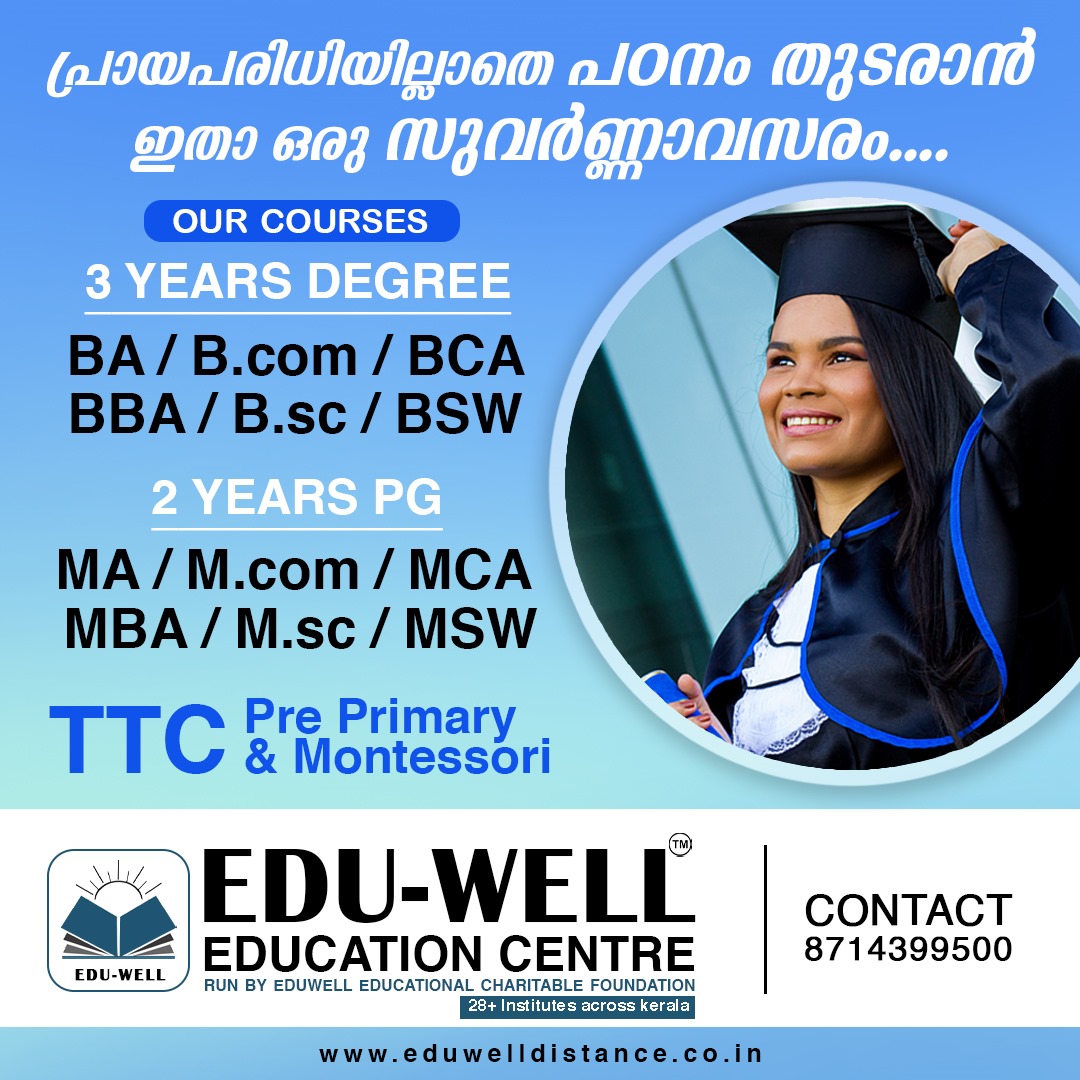 പ്രായപരിധിയില്ലാതെ പഠനം തുടരാൻ
ഇതാ ഒരു സുവർണ്ണാവസരം....
OUR COURSES
3 YEARS DEGREE
BA / B.com / BCA
BBA / B.sc / BSW
2 YEARS PG
MA / M.com / MCA
MBA / M.sc / MSW
TTC Pre Primary
& Montessori
EDU-WELL
EDU-WELL TM
EDUCATION CENTRE
RUN BY EDUWELL EDUCATIONAL CHARITABLE FOUNDATION
28+ Institutes across kerala
CONTACT
8714399500
www.eduwelldistance.co.in